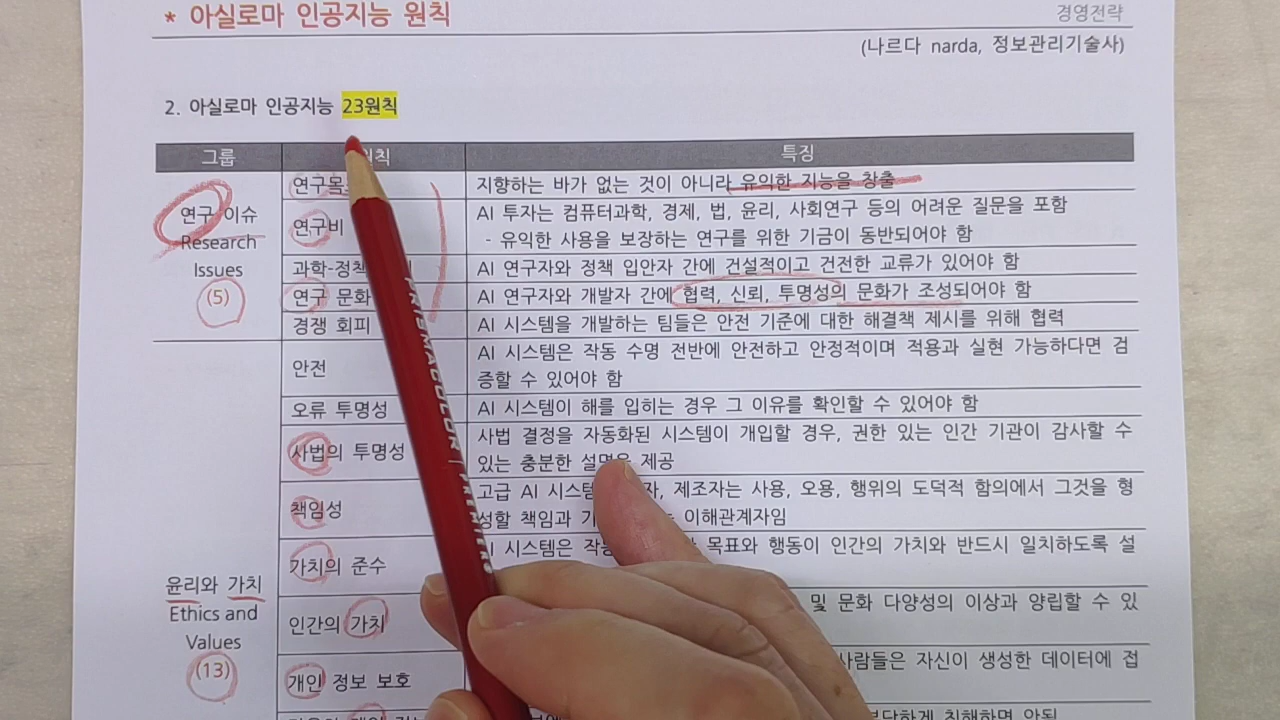 * 아실로마 인공지능 원칙
경영전략
(나르다 narda, 정보관리기술사)
2. 아실로마 인공지능 23원칙
그룹 특징
연구 이슈
Research
Issues
(5)
지향하는 바가 없는 것이 아니라 유익한 지능을 창출
연구비
AI 투자는 컴퓨터과학, 경제, 법, 윤리, 사회연구 등의 어려운 질문을 포함
- 유익한 사용을 보장하는 연구를 위한 기금이 동반되어야 함
AI 연구자와 정책 입안자 간에 건설적이고 건전한 교류가 있어야 함
연구 문화
AI 연구자와 개발자 간에 협력, 신뢰, 투명성의 문화가 조성되어야 함
경쟁 회피
AI 시스템을 개발하는 팀들은 안전 기준에 대한 해결책 제시를 위해 협력
윤리와 가치
Ethics and
Values
(13)
안전
AI 시스템은 작동 수명 전반에 안전하고 안정적이며 적용과 실현 가능하다면 검
증할 수 있어야 함
오류 투명성
AI 시스템이 해를 입히는 경우 그 이유를 확인할 수 있어야 함
사법의 투명성
사법 결정을 자동화된 시스템이 개입할 경우, 권한 있는 인간 기관이 감사할 수
있는 충분한 설명을 제공
책임성
고급 AI 제조자는 사용, 오용, 행위의 도덕적 함의에서 그것을 형
성할 책임과 이해관계자임
가치의 준수
시스템은 목표와 행동이 인간의 가치와 반드시 일치하도록 설
인간의 가치
및 문화 다양성의 이상과 양립할 수 있
개인 정보 보호
사람들은 자신이 생성한 데이터에 접
부당하게 침해하면 안됨
PRISMACOLOR